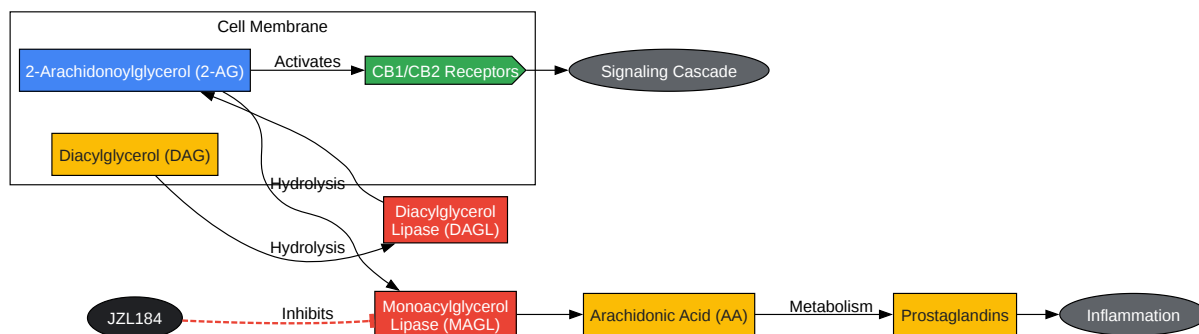 Cell Membrane
2-Arachidonoylglycerol (2-AG)
Activates
CB1/CB2 Receptors
Signaling Cascade
Diacylglycerol (DAG)
Hydrolysis
Diacylglycerol
Lipase (DAGL)
Hydrolysis
JZL184
Inhibits
Monoacylglycerol
Lipase (MAGL)
Arachidonic Acid (AA)
Metabolism
Prostaglandins
Inflammation